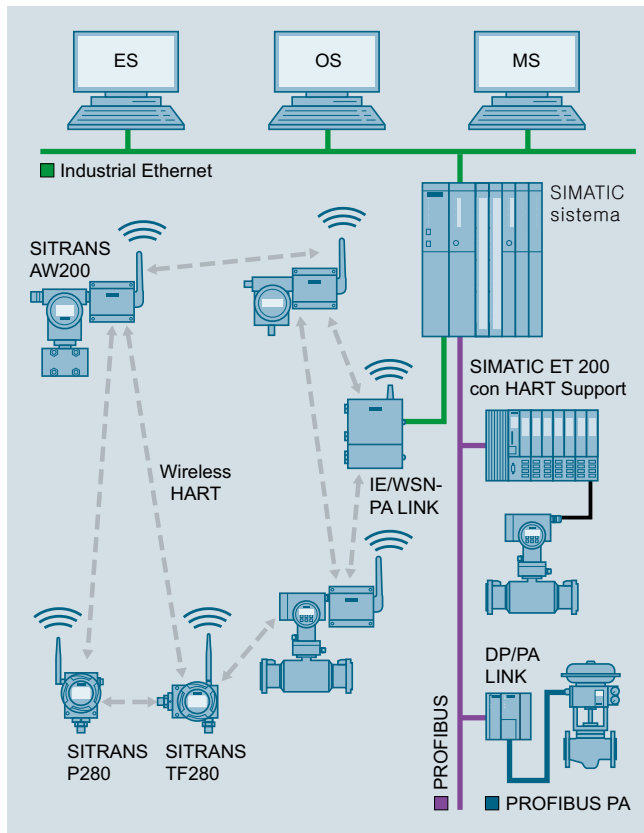 ES
OS
MS
Industrial Ethernet
SIMATIC
sistema
SITRANS
AW200
SIMATIC ET 200
con HART Support
Wireless
HART
IE/WSN-
PA LINK
DP/PA
LINK
SITRANS
P280
SITRANS
TF280
PROFIBUS
PROFIBUS PA